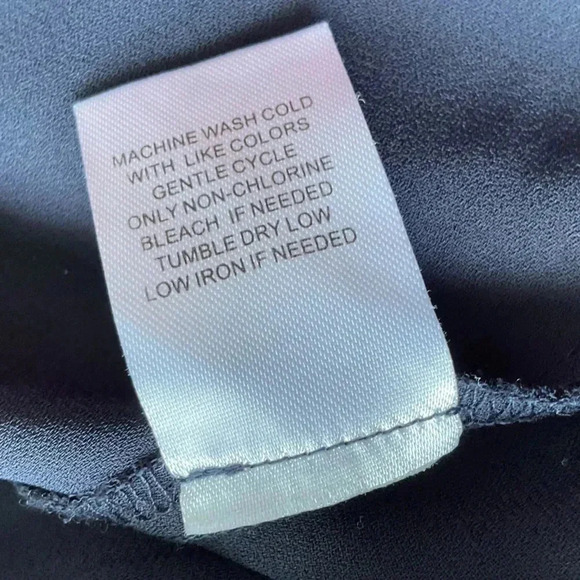 MACHINE WASH COLD
WITH LIKE COLORS
GENTLE CYCLE
ONLY NON-CHLORINE
BLEACH IF NEEDED
TUMBLE DRY LOW
LOW IRON IF NEEDED